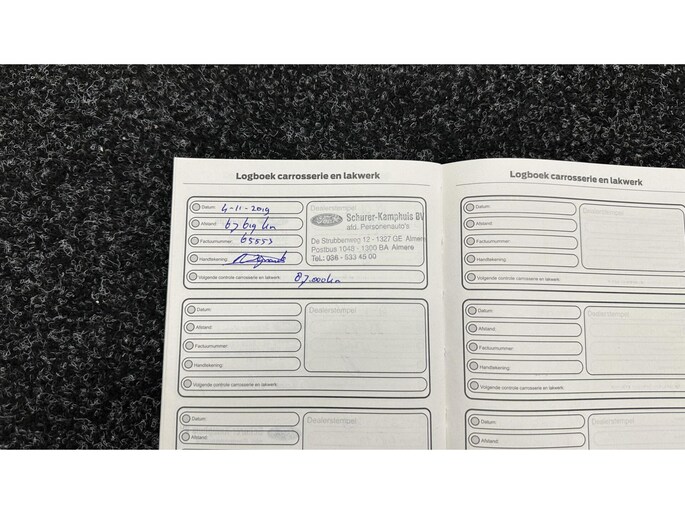 Logboek carrosserie en lakwerk
Datum: 4-11-2019
Afstand: 67 619 km
Factuurnummer: 65553
Handtekening:
Volgende controle carrosserie en lakwerk: 87.000 km
Dealerstempel
Ford Schurer-Kamphuis BV
afd. Personenauto's
De Strubbenweg 12 - 1327 GE Almere
Postbus 1048 - 1300 BA Almere
Tel.: 036 - 533 45 00
Datum:
Afstand:
Factuurnummer:
Handtekening:
Volgende controle carrosserie en lakwerk:
Dealerstempel
Datum:
Afstand:
Dealerstempel
Logboek carrosserie en lakwerk
Datum:
Afstand:
Factuurnummer:
Handtekening:
Volgende controle carrosserie en lakwerk:
Dealerstempel
Datum:
Afstand:
Factuurnummer:
Handtekening:
Volgende controle carrosserie en lakwerk:
Dealerstempel
Datum:
Afstand:
Dealerstempel